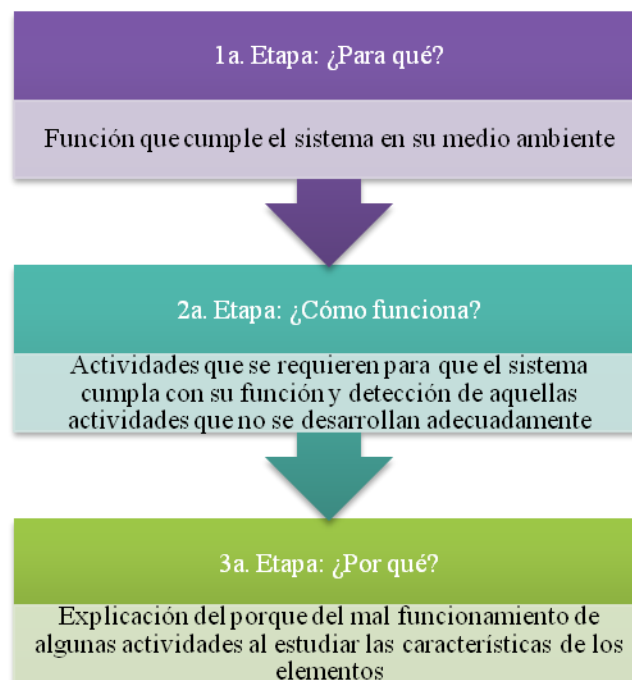 1a. Etapa: ¿Para qué?
Función que cumple el sistema en su medio ambiente
2a. Etapa: ¿Cómo funciona?
Actividades que se requieren para que el sistema
cumpla con su función y detección de aquellas
actividades que no se desarrollan adecuadamente
3a. Etapa: ¿Por qué?
Explicación del porque del mal funcionamiento de
algunas actividades al estudiar las características de los
elementos